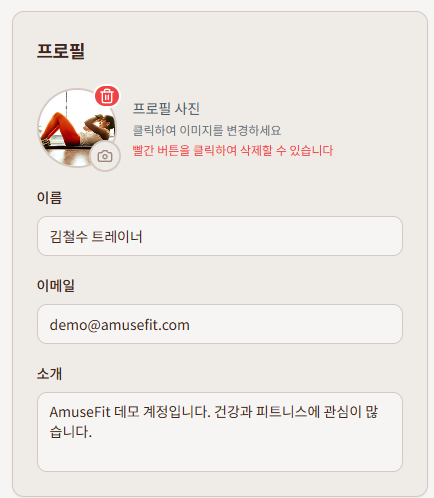 프로필
프로필 사진
클릭하여 이미지를 변경하세요
빨간 버튼을 클릭하여 삭제할 수 있습니다
이름
김철수 트레이너
이메일
demo@amusefit.com
소개
AmuseFit 데모 계정입니다. 건강과 피트니스에 관심이 많
습니다.